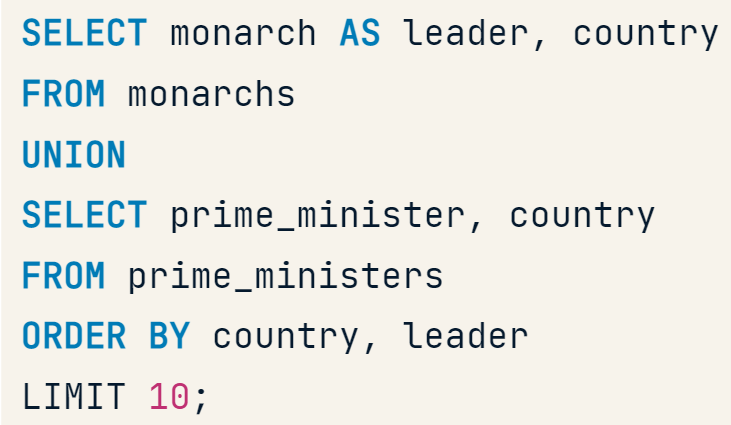 SELECT monarch AS leader, country
FROM monarchs
UNION
SELECT prime_minister, country
FROM prime_ministers
ORDER BY country, leader
LIMIT 10;